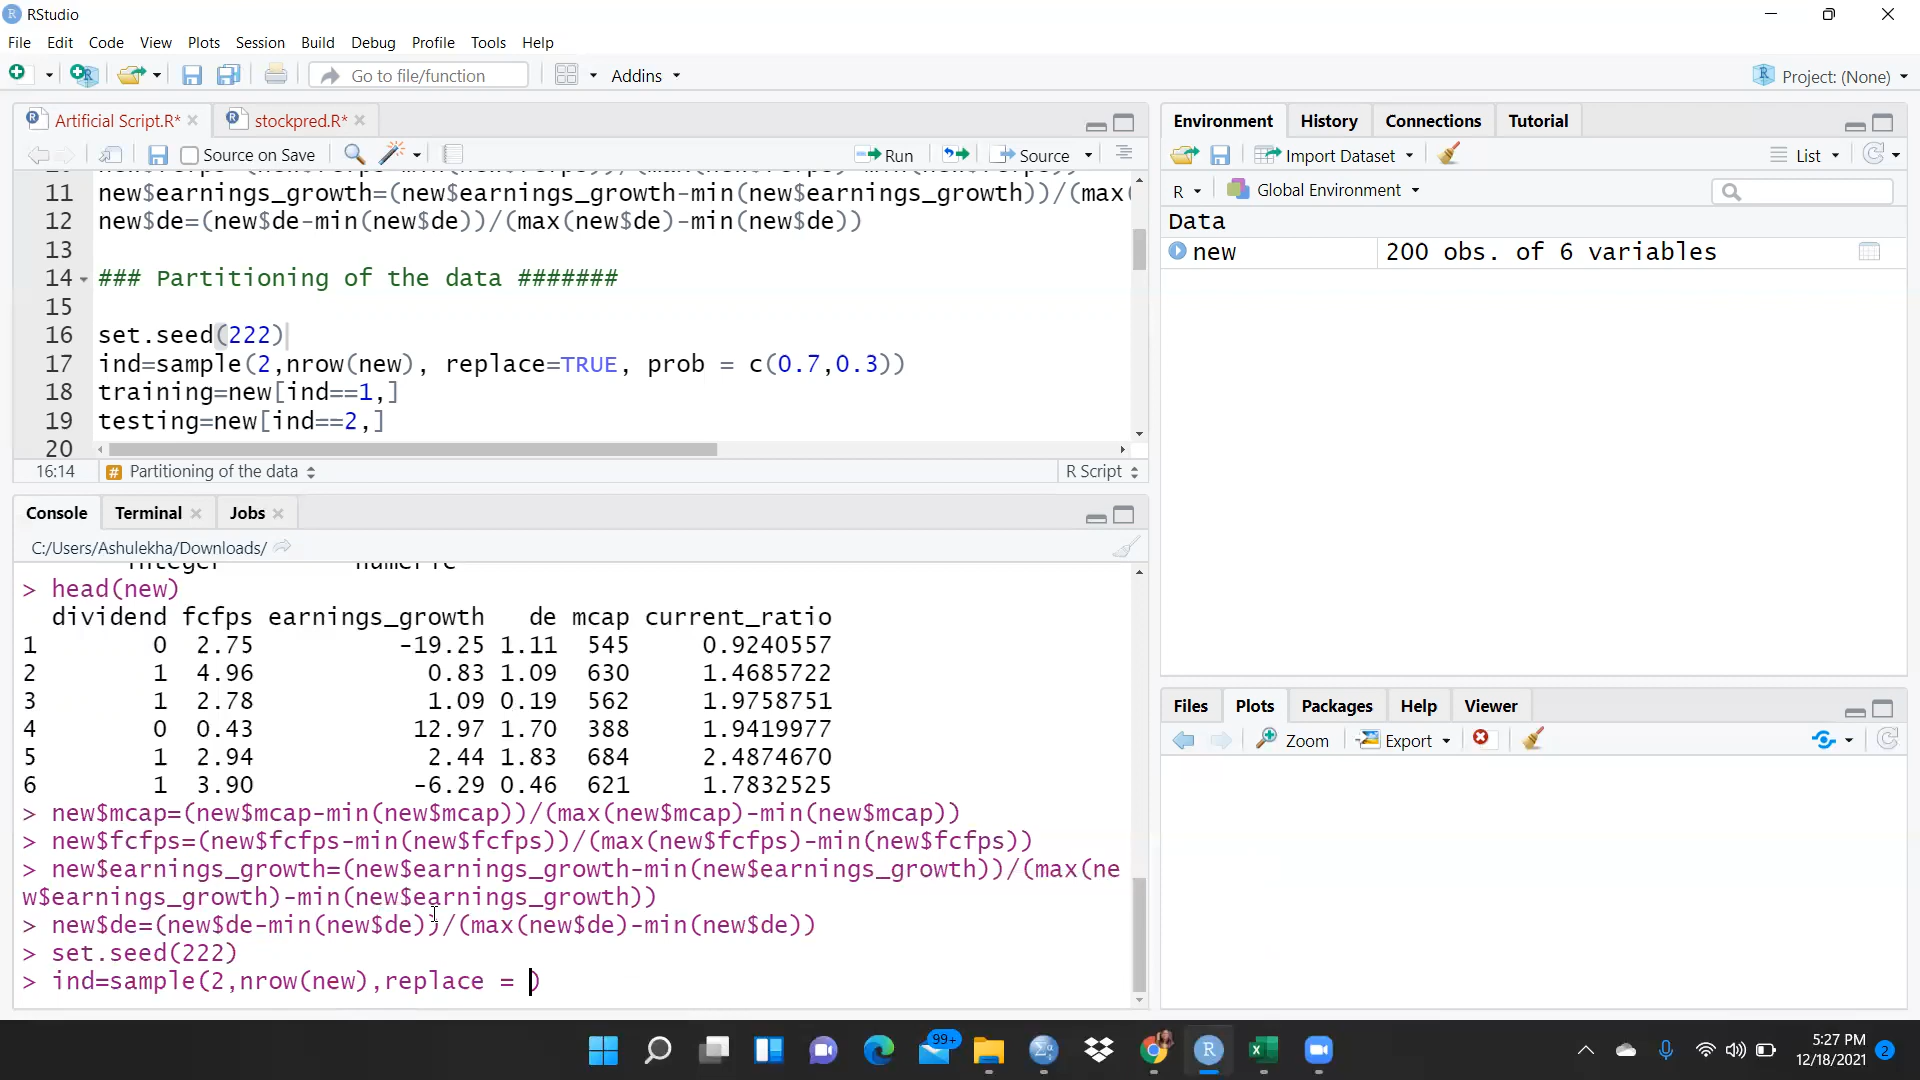 RStudio
File Edit Code View Plots Session Build Debug Profile Tools Help
Go to file/function Addins Project: (None)
Artificial Script.R* stockpred.R*
Source on Save Run Source
11 new$earnings_growth=(new$earnings_growth-min(new$earnings_growth))/(max(
12 new$de=(new$de-min(new$de))/(max(new$de)-min(new$de))
13
14 ### Partitioning of the data #######
15
16 set.seed(222)
17 ind=sample(2,nrow(new), replace=TRUE, prob = c(0.7,0.3))
18 training=new[ind==1,]
19 testing=new[ind==2,]
20
16:14 # Partitioning of the data R Script
Console Terminal Jobs
C:/Users/Ashulekha/Downloads/
integer numeric
> head(new)
dividend fcfps earnings_growth de mcap current_ratio
1 0 2.75 -19.25 1.11 545 0.9240557
2 1 4.96 0.83 1.09 630 1.4685722
3 1 2.78 1.09 0.19 562 1.9758751
4 0 0.43 12.97 1.70 388 1.9419977
5 1 2.94 2.44 1.83 684 2.4874670
6 1 3.90 -6.29 0.46 621 1.7832525
> new$mcap=(new$mcap-min(new$mcap))/(max(new$mcap)-min(new$mcap))
> new$fcfps=(new$fcfps-min(new$fcfps))/(max(new$fcfps)-min(new$fcfps))
> new$earnings_growth=(new$earnings_growth-min(new$earnings_growth))/(max(ne
w$earnings_growth)-min(new$earnings_growth))
> new$de=(new$de-min(new$de))/(max(new$de)-min(new$de))
> set.seed(222)
> ind=sample(2,nrow(new),replace = )
Environment History Connections Tutorial
Import Dataset List
R Global Environment
Data
new 200 obs. of 6 variables
Files Plots Packages Help Viewer
Zoom Export
99+
5:27 PM
12/18/2021 2